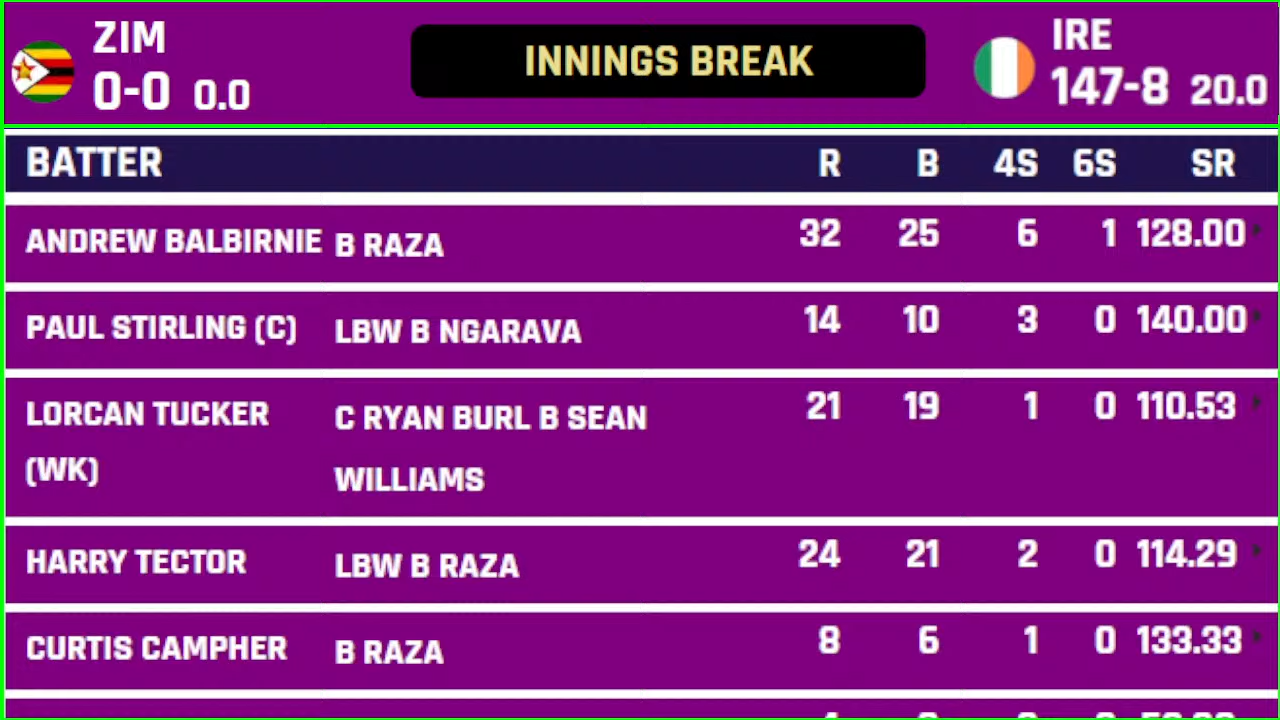 ZIM
0-0 0.0
INNINGS BREAK
IRE
147-8 20.0
BATTER R B 4S 6S SR
ANDREW BALBIRNIE B RAZA 32 25 6 1 128.00
PAUL STIRLING (C) LBW B NGARAVA 14 10 3 0 140.00
LORCAN TUCKER C RYAN BURL B SEAN 21 19 1 0 110.53
(WK) WILLIAMS
HARRY TECTOR LBW B RAZA 24 21 2 0 114.29
CURTIS CAMPHER B RAZA 8 6 1 0 133.33